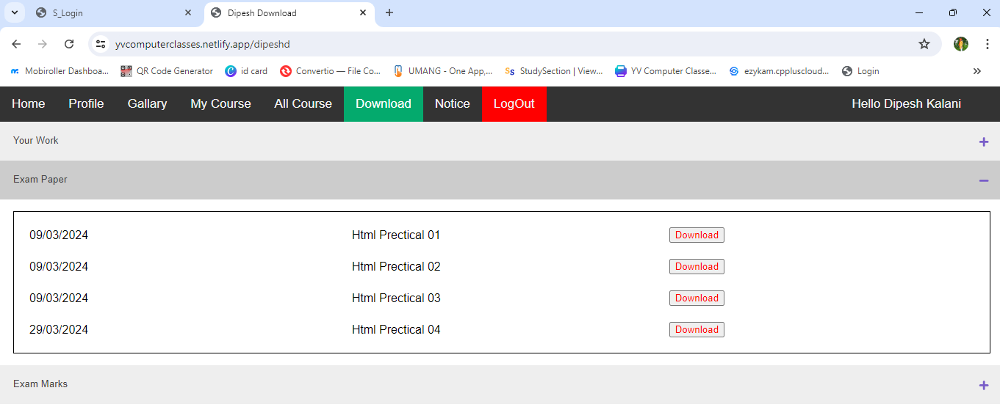 S_Login
Dipesh Download
yvcomputerclasses.netlify.app/dipeshd
Mobiroller Dashboa... QR Code Generator id card Convertio — File Co... UMANG - One App,... StudySection | View... YV Computer Classe... ezykam.cppluscloud... Login
Home Profile Gallary My Course All Course Download Notice LogOut Hello Dipesh Kalani
Your Work
Exam Paper
09/03/2024 Html Prectical 01 Download
09/03/2024 Html Prectical 02 Download
09/03/2024 Html Prectical 03 Download
29/03/2024 Html Prectical 04 Download
Exam Marks